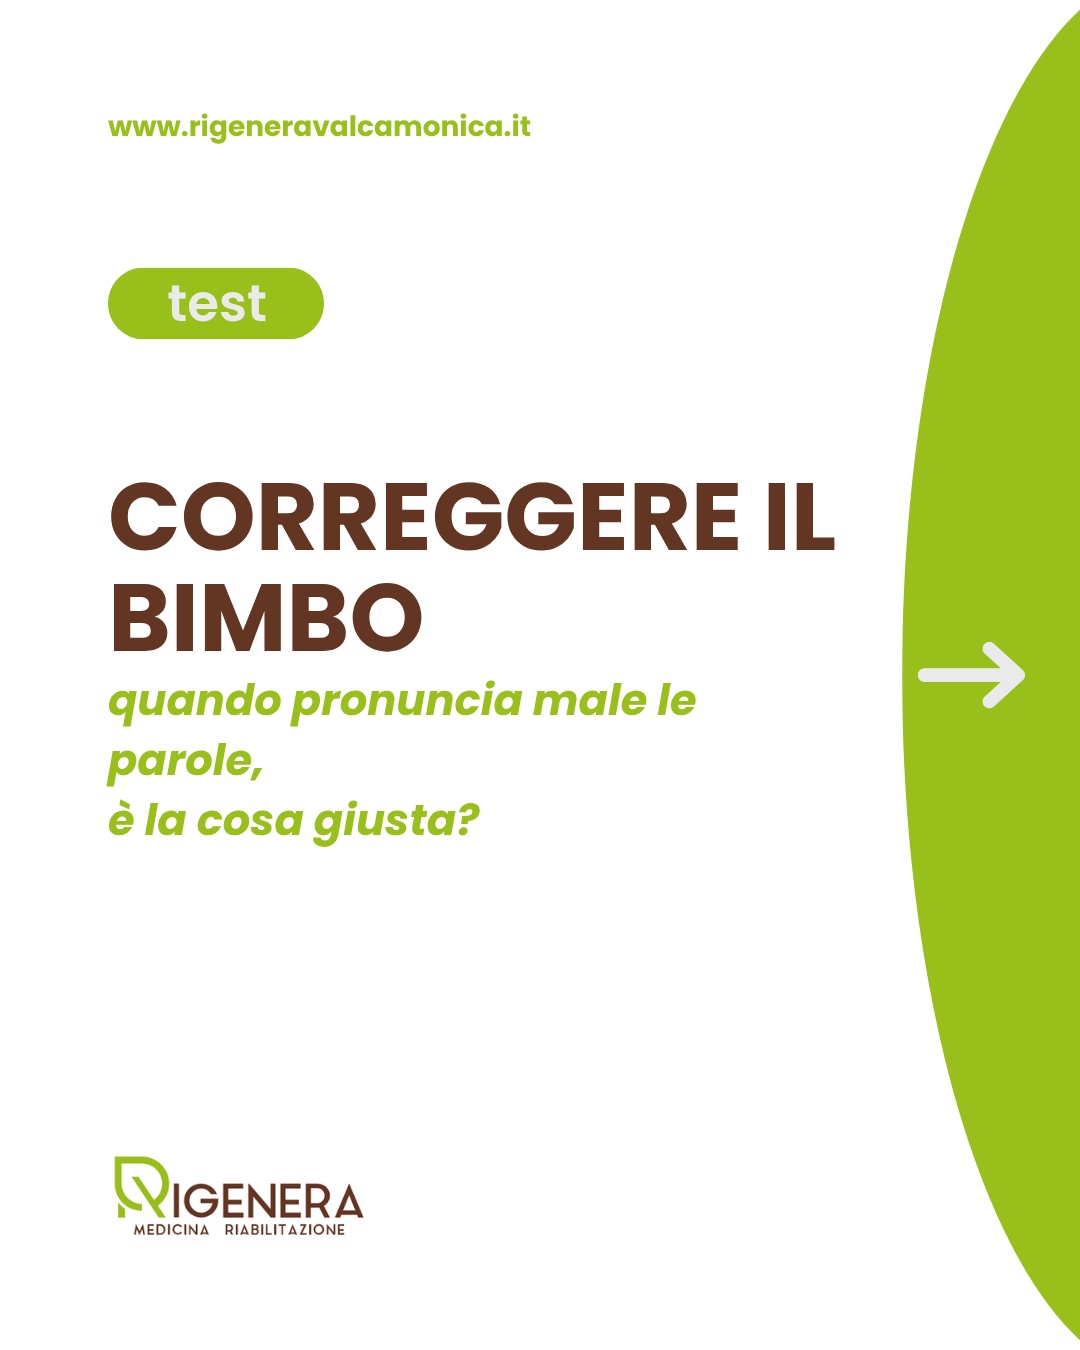 www.rigeneravalcamonica.it
test
CORREGGERE IL
BIMBO
quando pronuncia male le
parole,
è la cosa giusta?
RIGENERA
MEDICINA RIABILITAZIONE